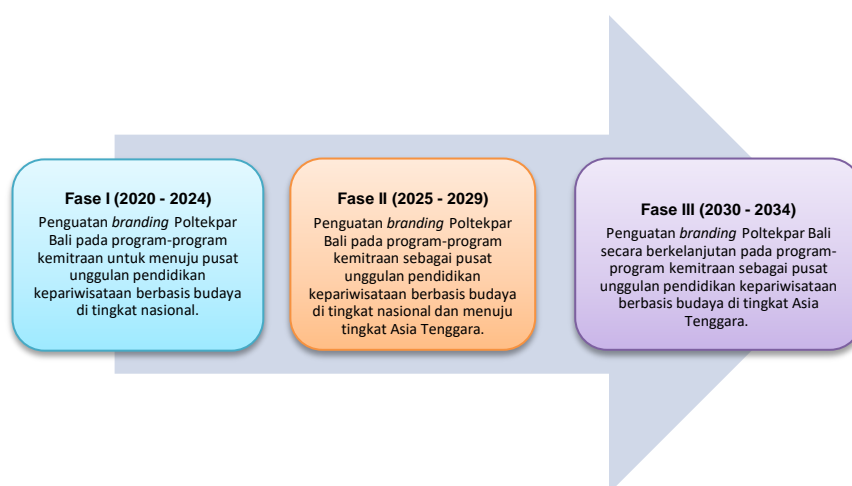 Fase I (2020 - 2024)
Penguatan branding Poltekpar
Bali pada program-program
kemitraan untuk menuju pusat
unggulan pendidikan
kepariwisataan berbasis budaya
di tingkat nasional.
Fase II (2025 - 2029)
Penguatan branding Poltekpar
Bali pada program-program
kemitraan sebagai pusat
unggulan pendidikan
kepariwisataan berbasis budaya
di tingkat nasional dan menuju
tingkat Asia Tenggara.
Fase III (2030 - 2034)
Penguatan branding Poltekpar Bali
secara berkelanjutan pada program-
program kemitraan sebagai pusat
unggulan pendidikan kepariwisataan
berbasis budaya di tingkat Asia
Tenggara.